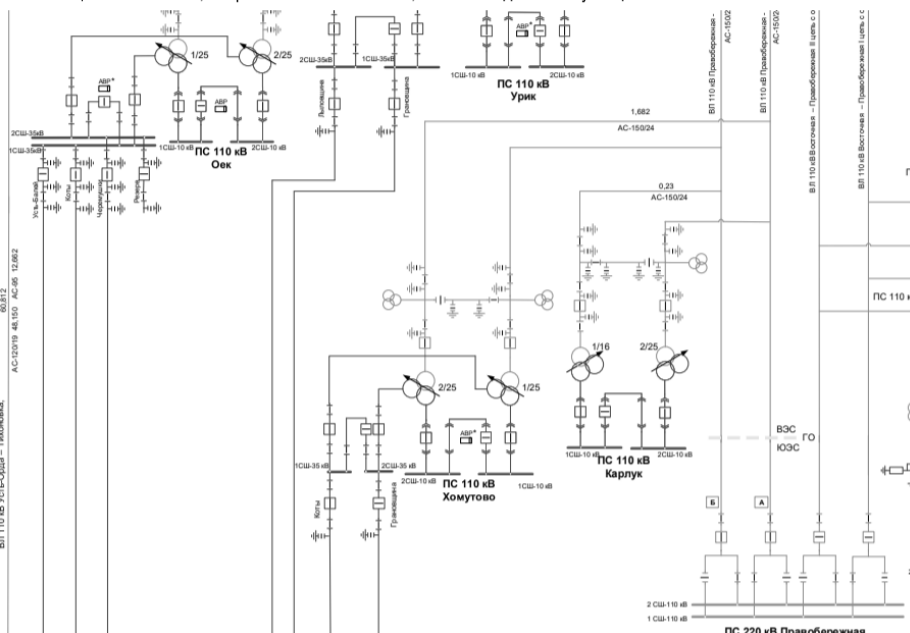 1/25
2/25
АВР*
АВР
2СШ-35кВ
1СШ-35кВ
1СШ-10 кВ
2СШ-10 кВ
ПС 110 кВ
Оек
Усть-Балей
Коты
Черемушки
Резерв
2СШ-35кВ
1СШ-35кВ
Грановщина
АВР*
1СШ-10 кВ
2СШ-10 кВ
ПС 110 кВ
Урик
ВЛ 110 кВ Правобережная -
АС-150/2
ВЛ 110 кВ Правобережная -
АС-150/2
ВЛ 110 кВ Восточная – Правобережная II цепь с о
ВЛ 110 кВ Восточная – Правобережная I цепь с о
1,682
АС-150/24
0,23
АС-150/24
ПС 110 к
60,812
АС-120/19 48,150 АС-95 12,662
ВЛ 110 кВ Усть-Орда – Тихоновка,
2/25
1/25
АВР*
1СШ-35 кВ
2СШ-35 кВ
2СШ-10 кВ
1СШ-10 кВ
ПС 110 кВ
Хомутово
Коты
Грановщина
1/16
2/25
1СШ-10 кВ
2СШ-10 кВ
ПС 110 кВ
Карлук
ВЭС
ГО
ЮЭС
Б
А
2 СШ-110 кВ
1 СШ-110 кВ
ПС 220 кВ Правобережная